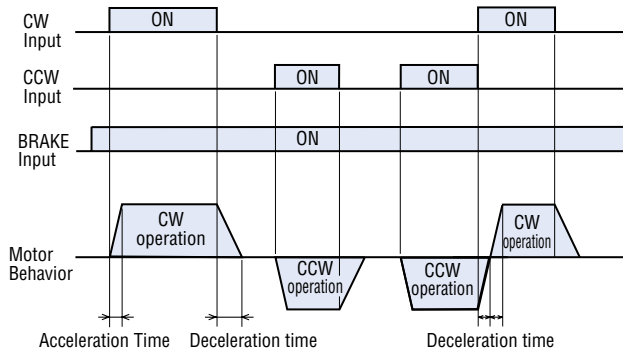 CW
Input
ON
ON
CCW
Input
ON
ON
BRAKE
Input
ON
Motor
Behavior
CW
operation
CCW
operation
CCW
operation
CW
operation
Acceleration Time
Deceleration time
Deceleration time